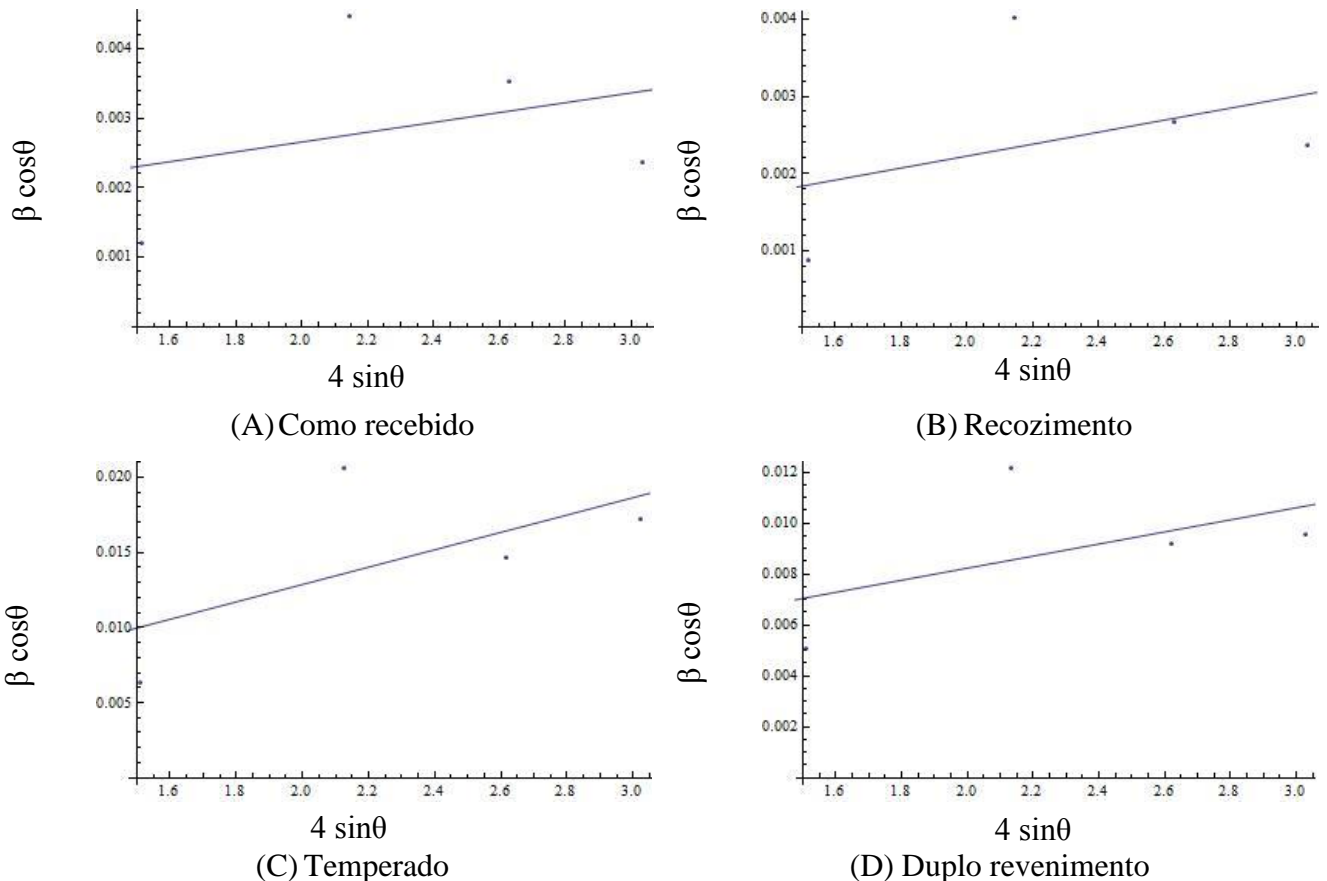 0.004
0.003
0.002
0.001
β cosθ
1.6 1.8 2.0 2.2 2.4 2.6 2.8 3.0
4 sinθ
(A) Como recebido
0.004
0.003
0.002
0.001
β cosθ
1.6 1.8 2.0 2.2 2.4 2.6 2.8 3.0
4 sinθ
(B) Recozimento
0.020
0.015
0.010
0.005
β cosθ
1.6 1.8 2.0 2.2 2.4 2.6 2.8 3.0
4 sinθ
(C) Temperado
0.012
0.010
0.008
0.006
0.004
0.002
β cosθ
1.6 1.8 2.0 2.2 2.4 2.6 2.8 3.0
4 sinθ
(D) Duplo revenimento